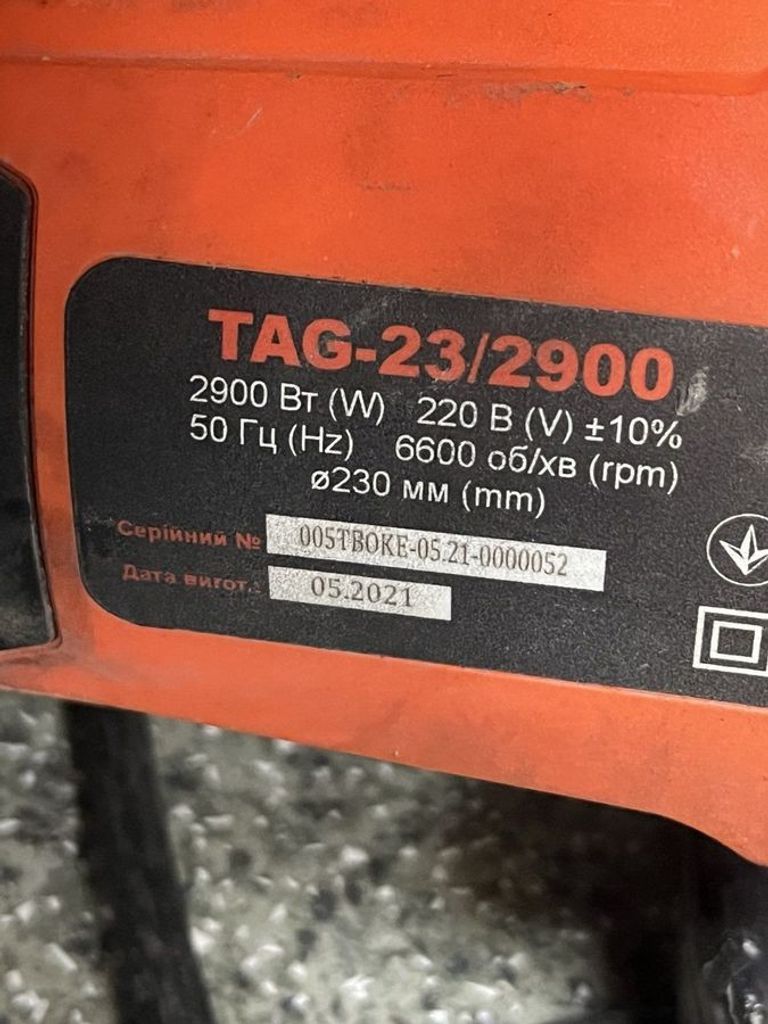 TAG-23/2900
2900 Вт (W) 220 В (V) ±10%
50 Гц (Hz) 6600 об/хв (rpm)
ø230 мм (mm)
Серійний № 005TBOKE-05.21-0000052
Дата вигот.: 05.2021